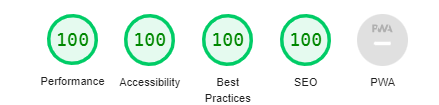 100 100 100 100 PWA
Performance Accessibility Best SEO PWA
Practices